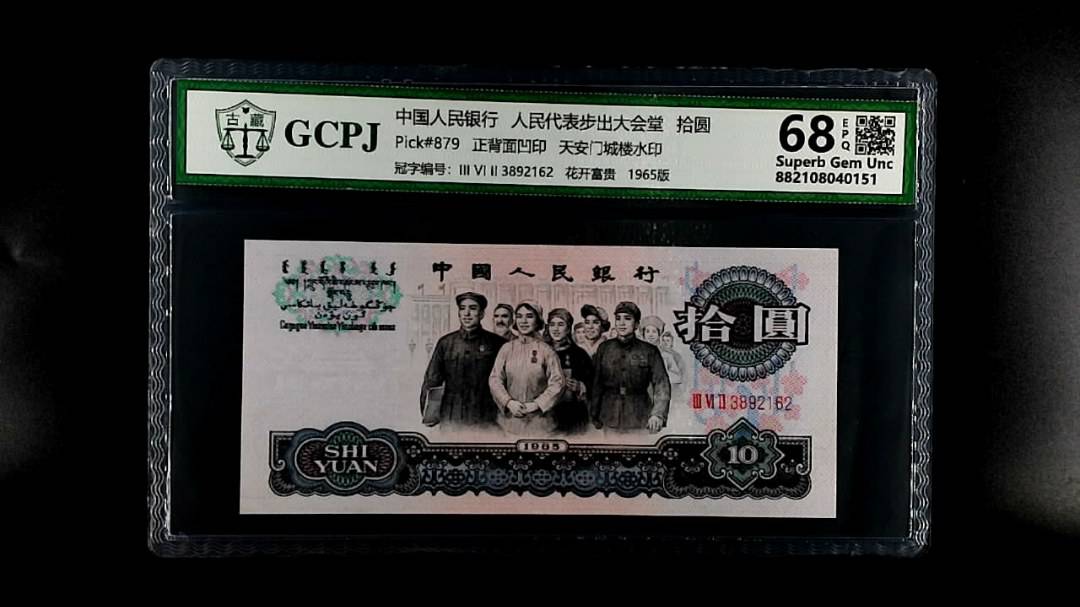 古藏
GCPJ
中国人民银行 人民代表步出大会堂 拾圆
Pick#879 正背面凹印 天安门城楼水印
冠字编号: III VI II 3892162 花开富贵 1965版
68
EPQ
Superb Gem Unc
882108040151
中國人民銀行
拾圓
III VI II 3892162
1965
SHI
YUAN
10